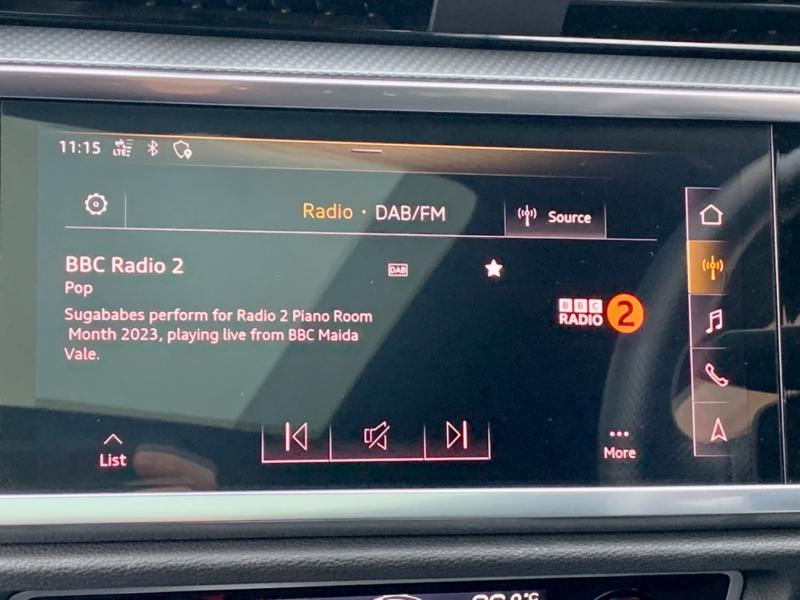 11:15 LTE
Radio · DAB/FM
Source
BBC Radio 2
DAB
Pop
Sugababes perform for Radio 2 Piano Room
Month 2023, playing live from BBC Maida
Vale.
BBC
RADIO 2
List
More